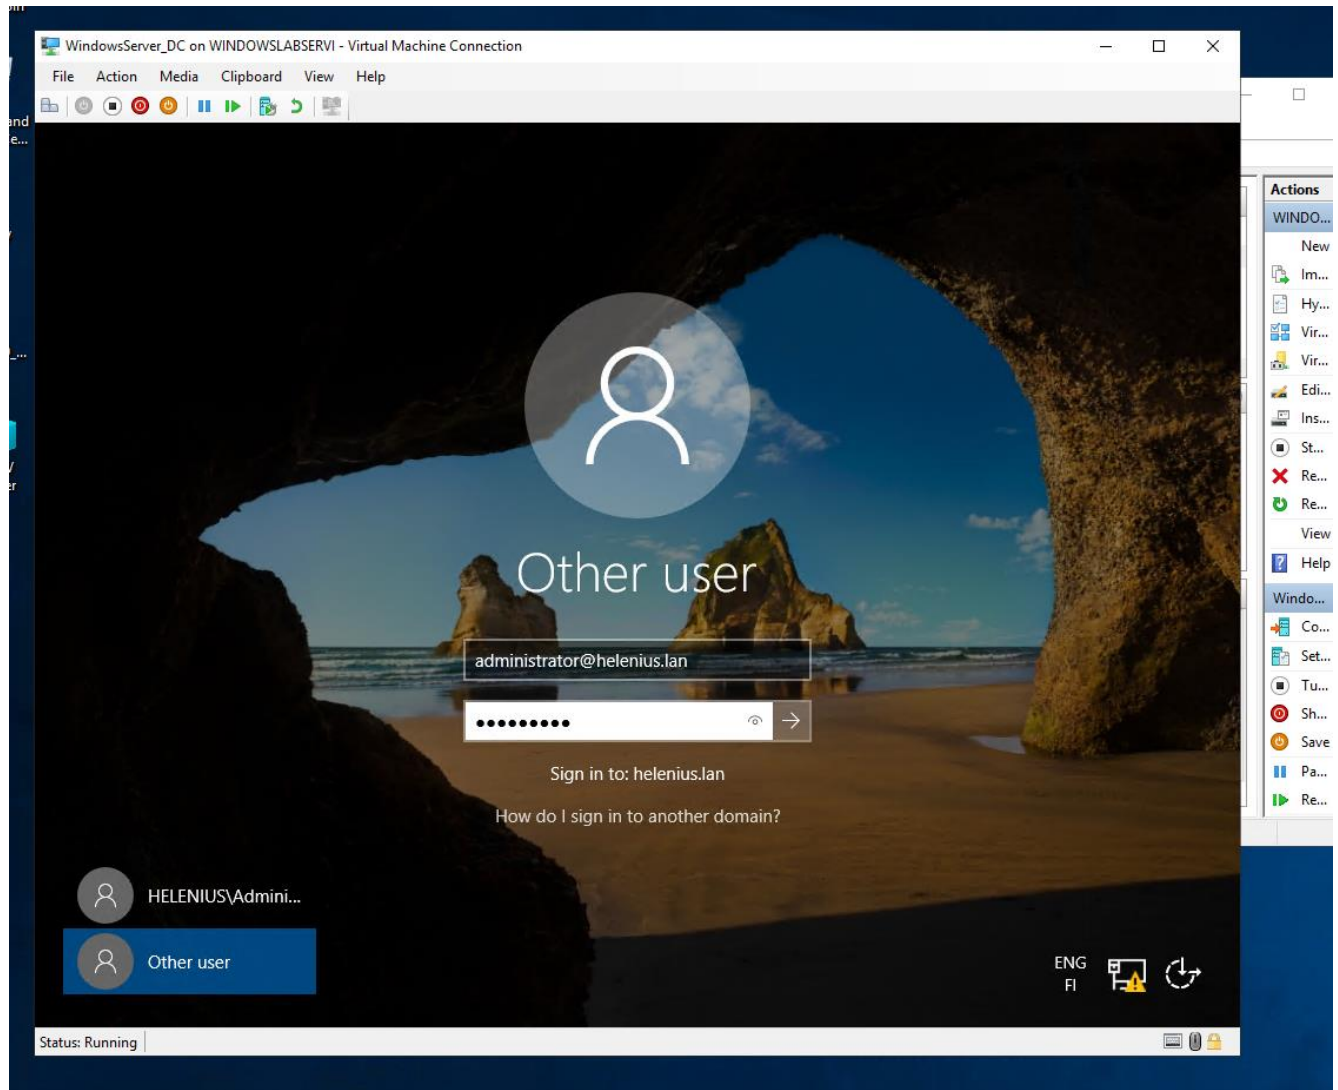 WindowsServer_DC on WINDOWSLABSERVI - Virtual Machine Connection
File Action Media Clipboard View Help
and
e...
er
Other user
administrator@helenius.lan
Sign in to: helenius.lan
How do I sign in to another domain?
HELENIUS\Admini...
Other user
ENG
FI
Status: Running
Actions
WINDO...
New
Im...
Hy...
Vir...
Vir...
Edi...
Ins...
St...
Re...
Re...
View
Help
Windo...
Co...
Set...
Tu...
Sh...
Save
Pa...
Re...